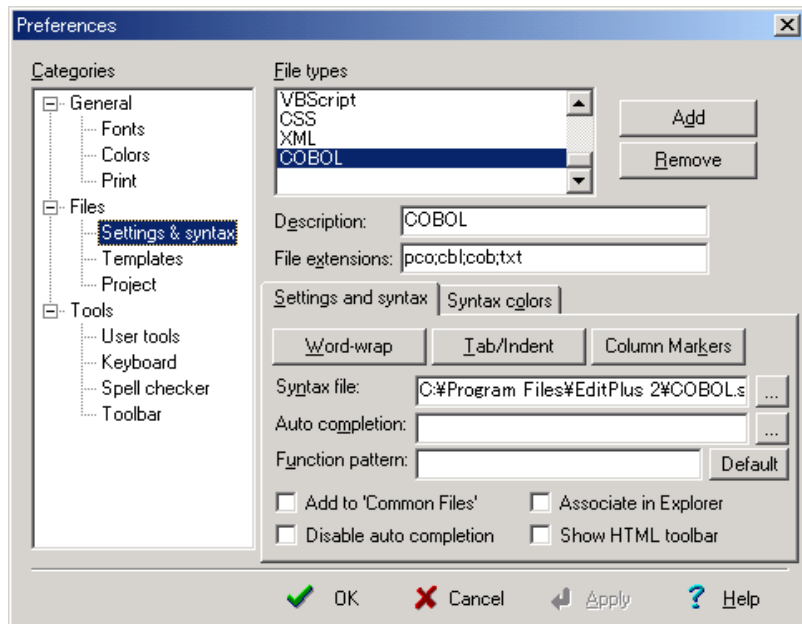 Preferences
Categories
General
Fonts
Colors
Print
Files
Settings & syntax
Templates
Project
Tools
User tools
Keyboard
Spell checker
Toolbar
File types
VBScript
CSS
XML
COBOL
Add
Remove
Description: COBOL
File extensions: pco;cbl;cob;txt
Settings and syntax Syntax colors
Word-wrap Tab/Indent Column Markers
Syntax file: C:¥Program Files¥EditPlus 2¥COBOL.s ...
Auto completion: ...
Function pattern: Default
Add to 'Common Files' Associate in Explorer
Disable auto completion Show HTML toolbar
OK Cancel Apply Help